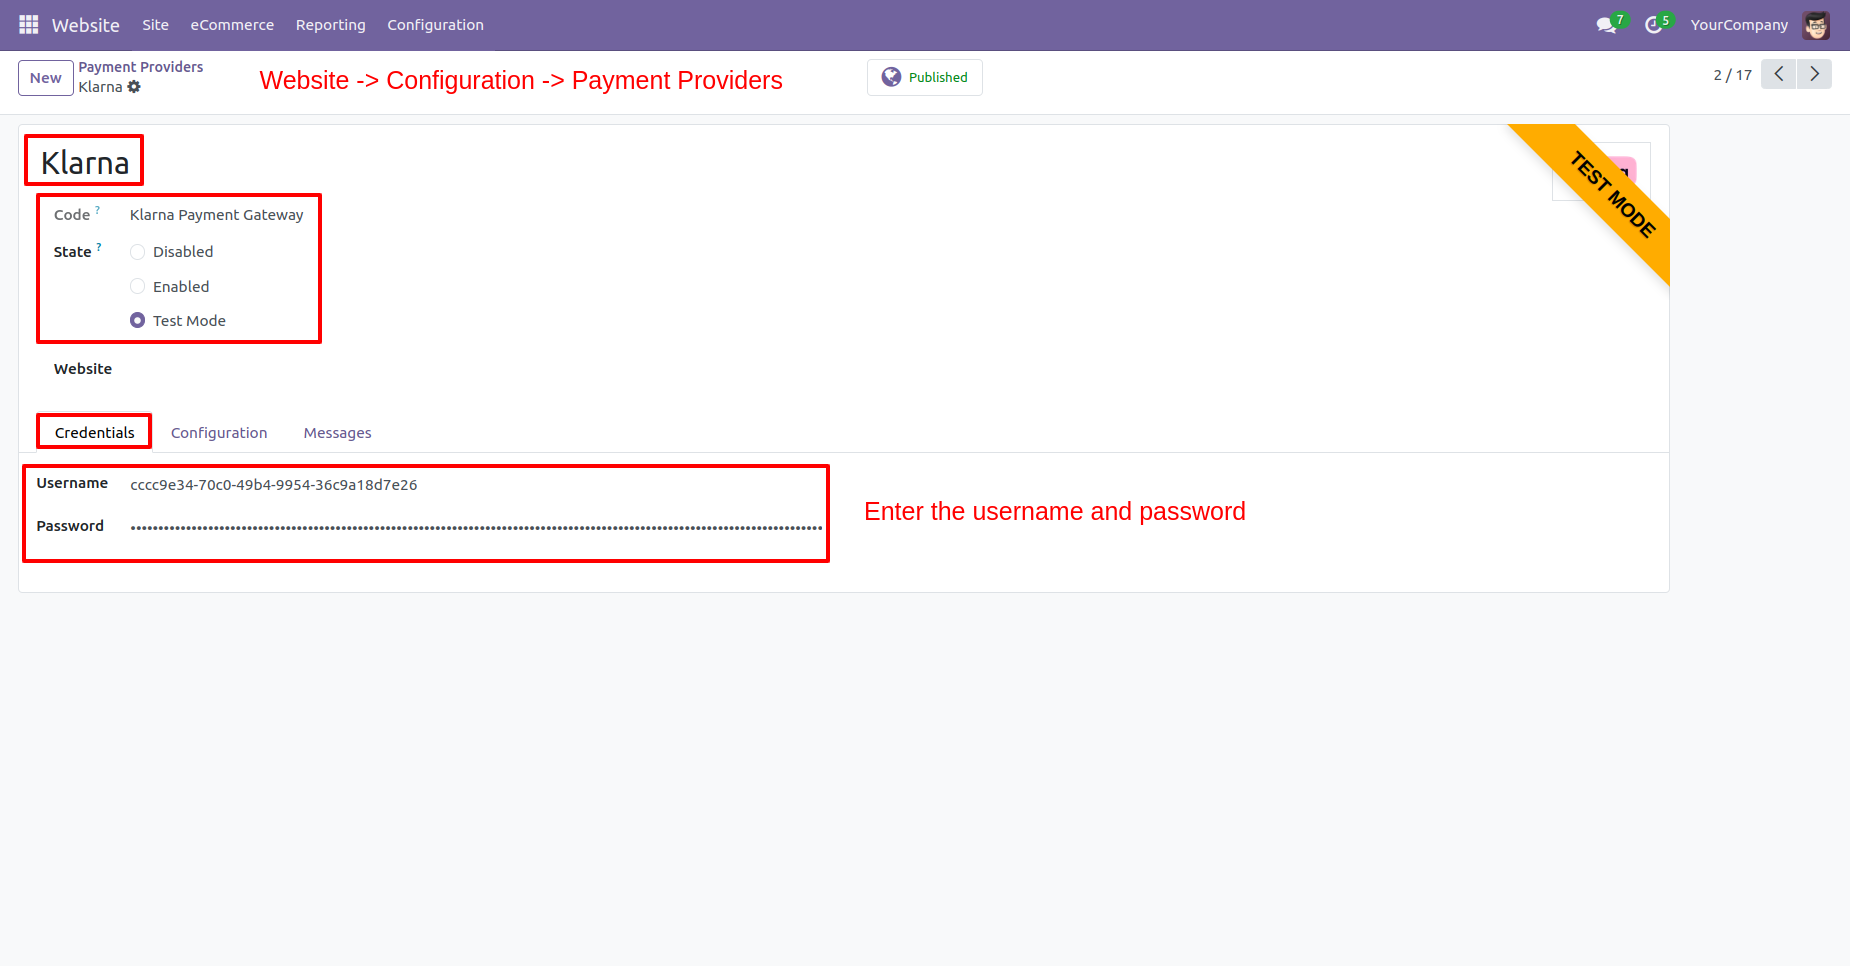 Website Site eCommerce Reporting Configuration 7 5 YourCompany
New Payment Providers
Klarna
Website -> Configuration -> Payment Providers
Published
2 / 17
Klarna
TEST MODE
Code ? Klarna Payment Gateway
State ? Disabled
Enabled
Test Mode
Website
Credentials Configuration Messages
Username cccc9e34-70c0-49b4-9954-36c9a18d7e26
Password
Enter the username and password